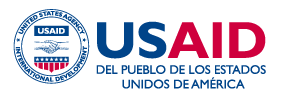 UNITED STATES AGENCY
USAID
INTERNATIONAL DEVELOPMENT
USAID
DEL PUEBLO DE LOS ESTADOS
UNIDOS DE AMÉRICA